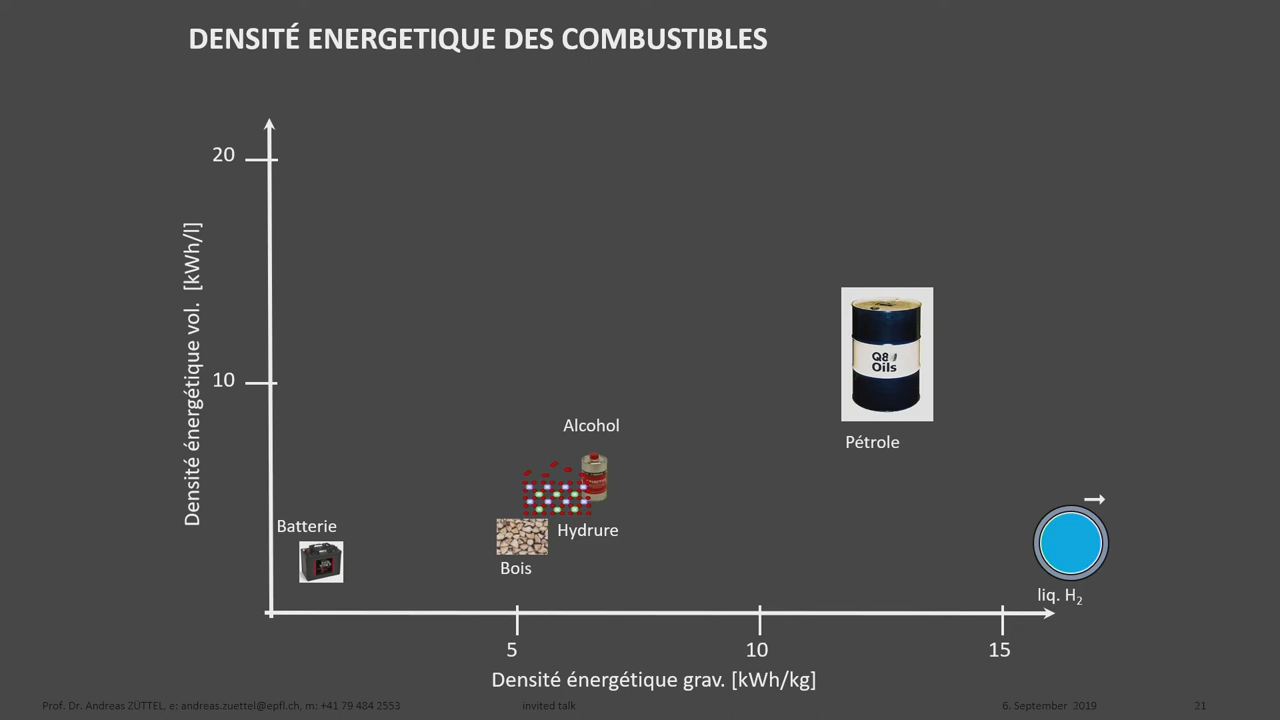 DENSITÉ ENERGETIQUE DES COMBUSTIBLES
20
Densité énergétique vol. [kWh/l]
10
Q8 Oils
Pétrole
Alcohol
Hydrure
Batterie
Bois
liq. H₂
5
10
15
Densité énergétique grav. [kWh/kg]
Prof. Dr. Andreas ZÜTTEL, e: andreas.zuettel@epfl.ch, m: +41 79 484 2553
invited talk
6. September 2019
21